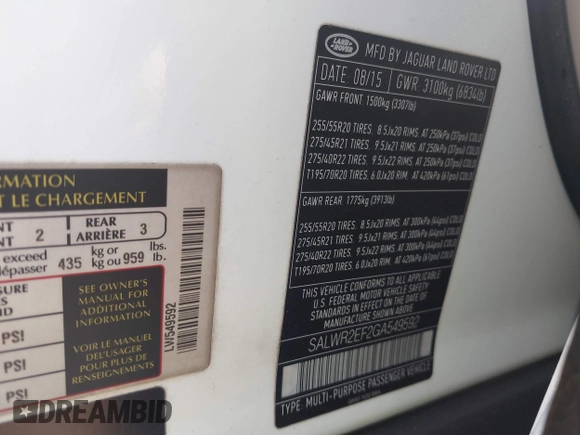 LAND ROVER
MFD BY JAGUAR LAND ROVER LTD
DATE: 08/15 GWR 3100kg (6834lb)
GAWR FRONT 1500kg (3307lb)
255/55R20 TIRES. 8.5Jx20 RIMS AT 250kPa (37psi) COLD
275/45R21 TIRES. 9.5Jx21 RIMS AT 250kPa (37psi) COLD
275/40R22 TIRES. 9.5Jx22 RIMS AT 250kPa (37psi) COLD
T195/70R20 TIRES. 6.0Jx20 RIM AT 420kPa (61psi) COLD
GAWR REAR 1775kg (3913lb)
255/55R20 TIRES. 8.5Jx20 RIMS AT 300kPa (44psi) COLD
275/45R21 TIRES. 9.5Jx21 RIMS AT 300kPa (44psi) COLD
275/40R22 TIRES. 9.5Jx22 RIMS AT 300kPa (44psi) COLD
T195/70R20 TIRES. 6.0Jx20 RIM AT 420kPa (61psi) COLD
THIS VEHICLE CONFORMS TO ALL APPLICABLE
U.S. FEDERAL MOTOR VEHICLE SAFETY
STANDARDS IN EFFECT ON THE DATE OF
MANUFACTURE SHOWN ABOVE
SALWR2EF2GA549592
TYPE: MULTI-PURPOSE PASSENGER VEHICLE
RMATION
T LE CHARGEMENT
NT 2 REAR 3
NT ARRIÈRE
exceed 435 kg or 959 lbs.
dépasser kg ou lb.
SURE
S
D
SEE OWNER'S
MANUAL FOR
ADDITIONAL
INFORMATION
VOIR LE MANUEL
DE L'USAGER
POUR PLUS DE
RENSEIGNEMENTS
PSI
PSI
PSI
LWI549592
DREAMBID